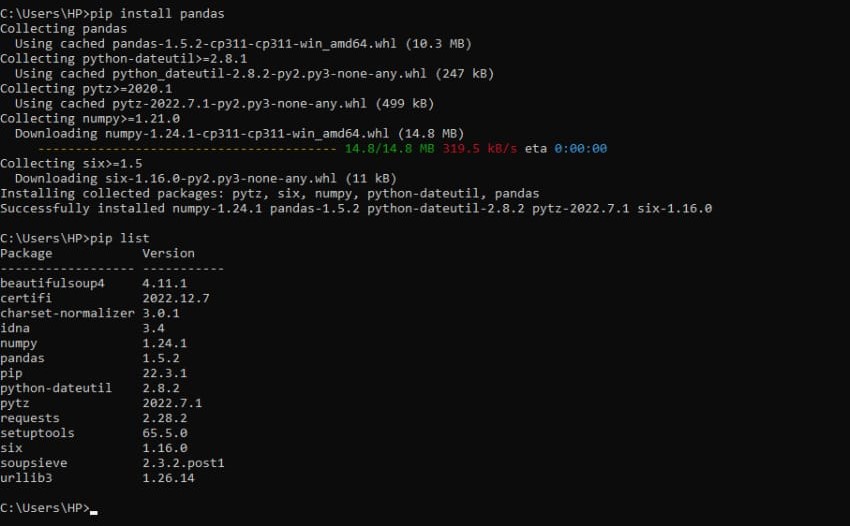 C:\Users\HP>pip install pandas
Collecting pandas
  Using cached pandas-1.5.2-cp311-cp311-win_amd64.whl (10.3 MB)
Collecting python-dateutil>=2.8.1
  Using cached python_dateutil-2.8.2-py2.py3-none-any.whl (247 kB)
Collecting pytz>=2020.1
  Using cached pytz-2022.7.1-py2.py3-none-any.whl (499 kB)
Collecting numpy>=1.21.0
  Downloading numpy-1.24.1-cp311-cp311-win_amd64.whl (14.8 MB)
     ---------------------------------------- 14.8/14.8 MB 319.5 kB/s eta 0:00:00
Collecting six>=1.5
  Downloading six-1.16.0-py2.py3-none-any.whl (11 kB)
Installing collected packages: pytz, six, numpy, python-dateutil, pandas
Successfully installed numpy-1.24.1 pandas-1.5.2 python-dateutil-2.8.2 pytz-2022.7.1 six-1.16.0

C:\Users\HP>pip list
Package            Version
------------------ -----------
beautifulsoup4     4.11.1
certifi            2022.12.7
charset-normalizer 3.0.1
idna               3.4
numpy              1.24.1
pandas             1.5.2
pip                22.3.1
python-dateutil    2.8.2
pytz               2022.7.1
requests           2.28.2
setuptools         65.5.0
six                1.16.0
soupsieve          2.3.2.post1
urllib3            1.26.14

C:\Users\HP>